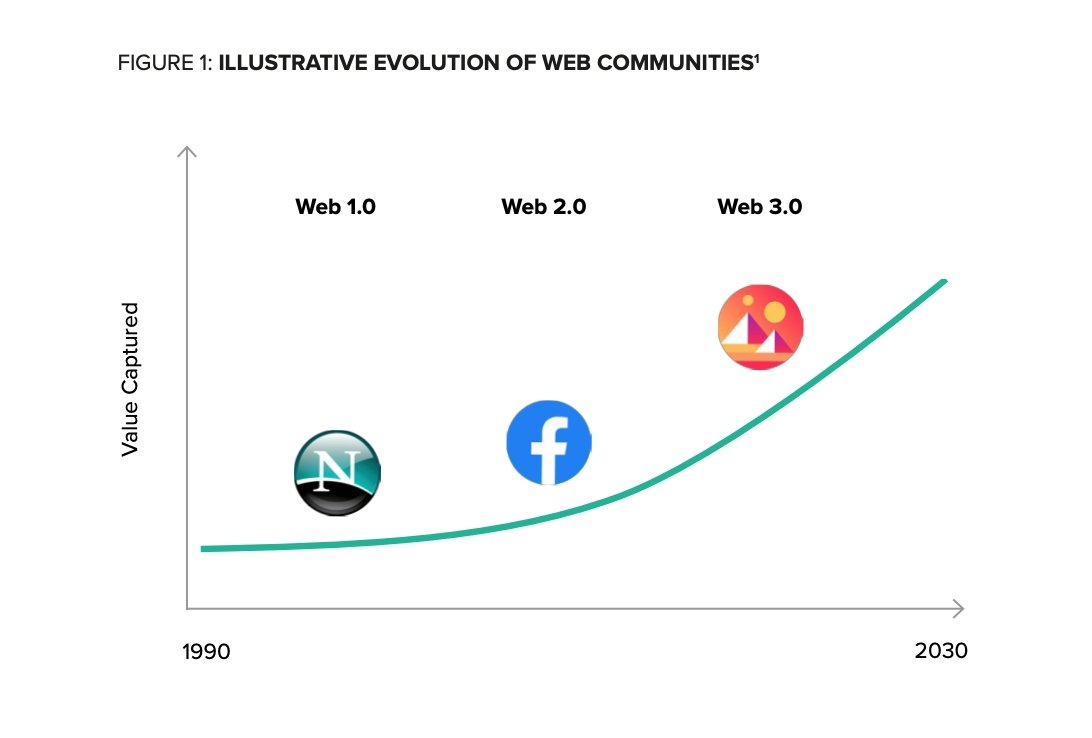 FIGURE 1: ILLUSTRATIVE EVOLUTION OF WEB COMMUNITIES¹
Web 1.0
Web 2.0
Web 3.0
Value Captured
N
f
1990
2030